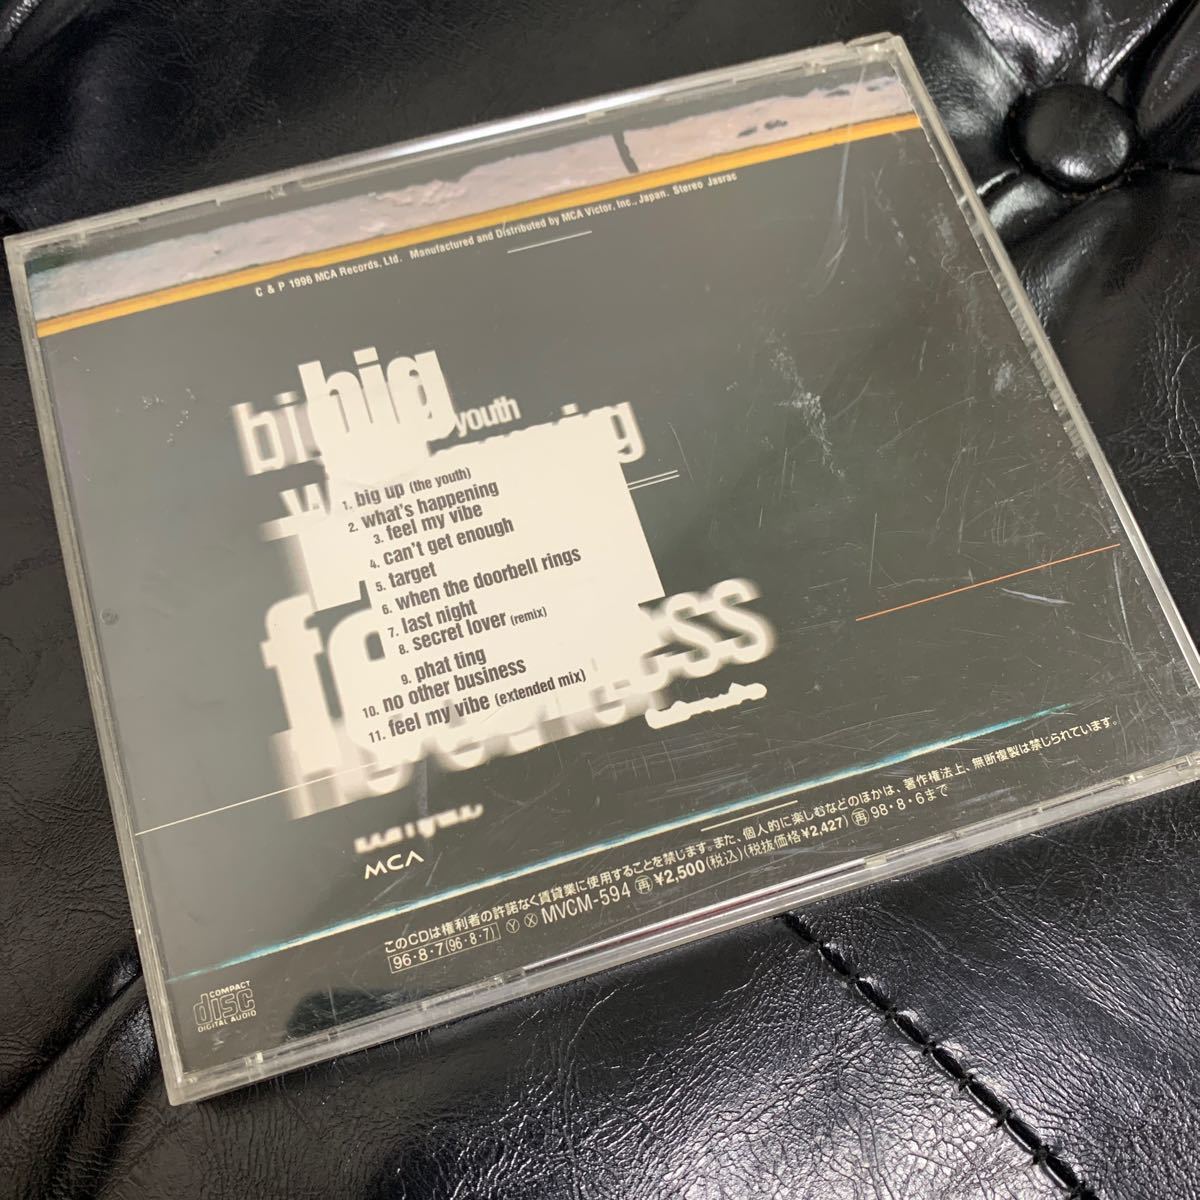 C & P 1996 MCA Records, Ltd. Manufactured and Distributed by MCA Victor, Inc., Japan. Stereo Jasrac
big
youth
1. big up (the youth)
2. what's happening
3. feel my vibe
4. can't get enough
5. target
6. when the doorbell rings
7. last night
8. secret lover (remix)
9. phat ting
10. no other business
11. feel my vibe (extended mix)
MCA
このCDは権利者の許諾なく賃貸業に使用することを禁じます。また、個人的に楽しむなどのほかは、著作権法上、無断複製は禁じられています。
96・8・7(96・8・7) Ⓨ Ⓧ MVCM-594 ㊥¥2,500(税込)(税抜価格¥2,427) 再 98・8・6まで
COMPACT
disc
DIGITAL AUDIO